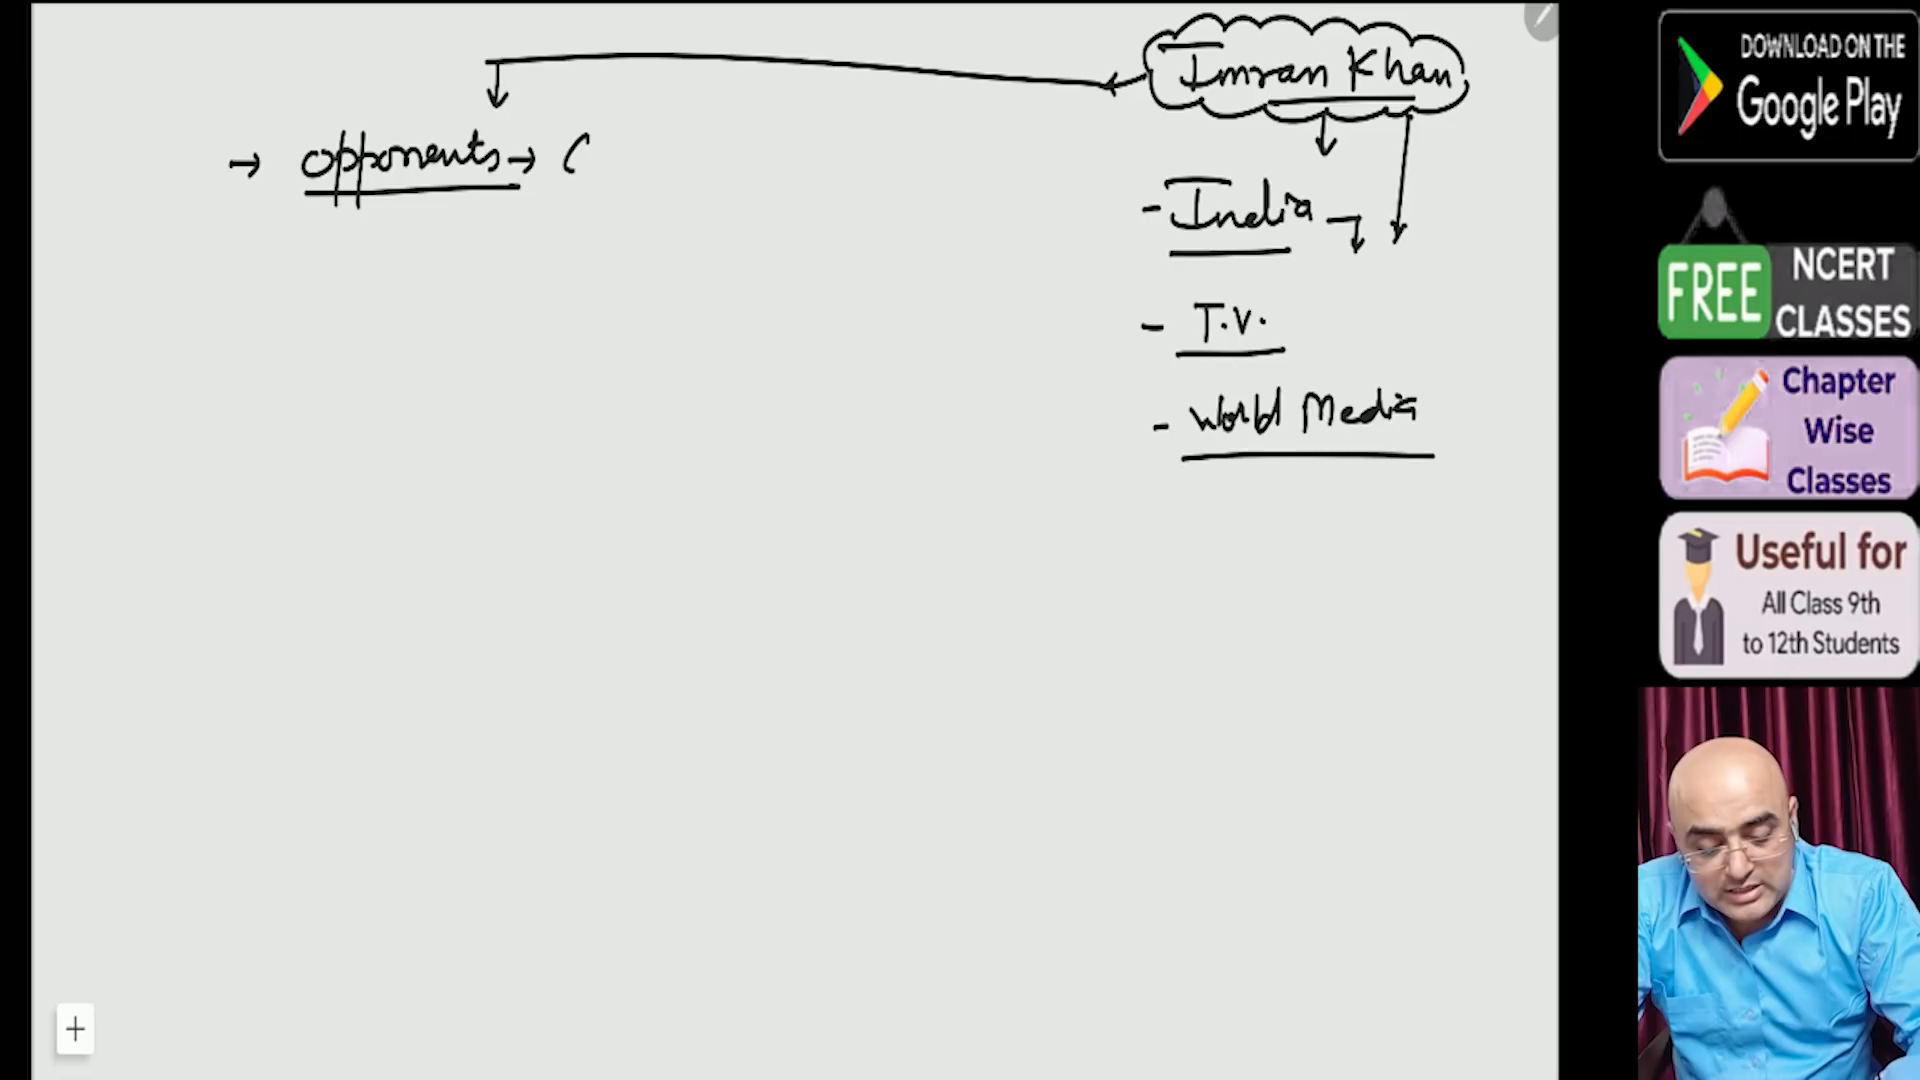 Imran Khan
→ opponents → (
- India
- T.V.
- World Media
DOWNLOAD ON THE
Google Play
FREE
NCERT
CLASSES
Chapter
Wise
Classes
Useful for
All Class 9th
to 12th Students
+